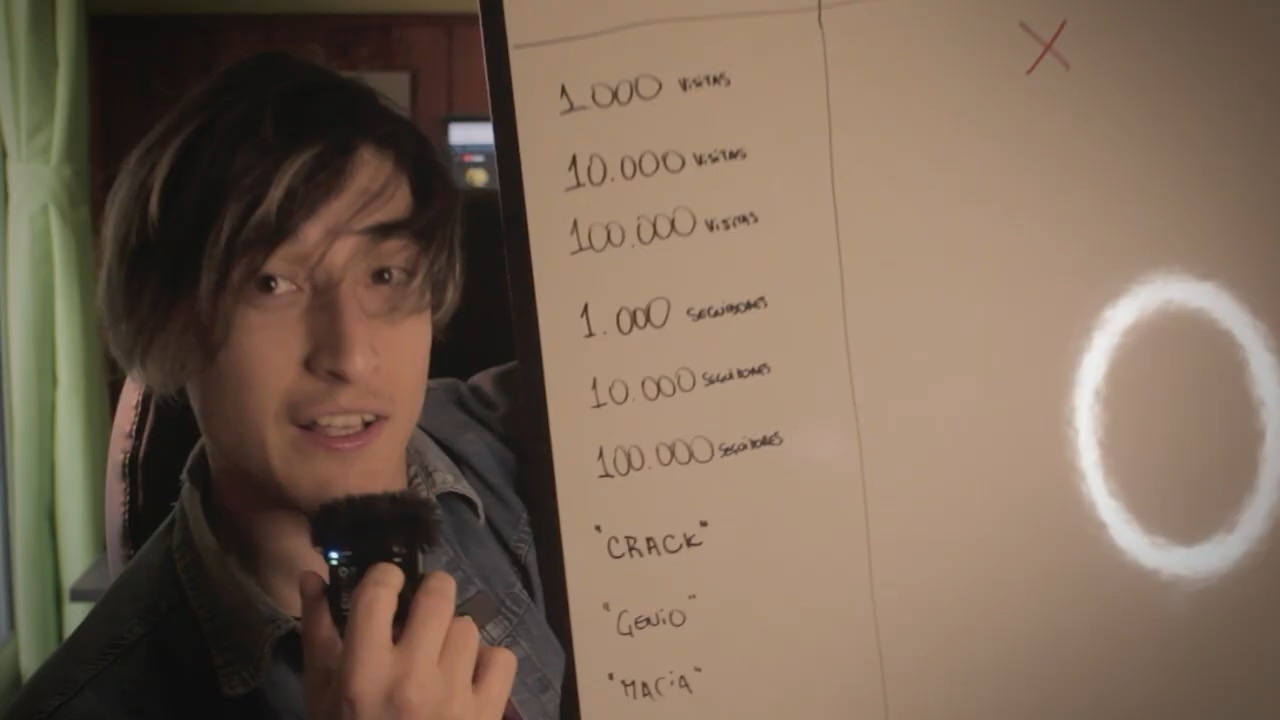 X
1.000 VISITAS
10.000 VISITAS
100.000 VISITAS
1.000 SEGUIDORES
10.000 SEGUIDORES
100.000 SEGUIDORES
"CRACK"
"GENIO"
"MAFIA"